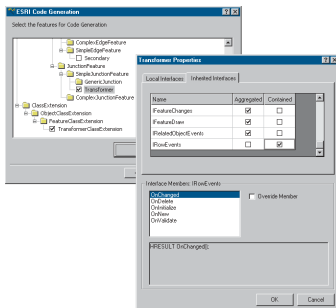 ESRI Code Generation
Select the features for Code Generation
ComplexEdgeFeature
SimpleEdgeFeature
Secondary
JunctionFeature
SimpleJunctionFeature
GenericJunction
Transformer
ComplexJunctionFeature
ClassExtension
ObjectClassExtension
FeatureClassExtension
TransformerClassExtension
Transformer Properties
Local Interfaces Inherited Interfaces
Name Aggregated Contained
IFeatureChanges
IFeatureDraw
IRelatedObjectEvents
IRowEvents
Interface Members: IRowEvents
OnChanged
OnDelete
OnInitialize
OnNew
OnValidate
Override Member
HRESULT OnChanged();
OK Cancel